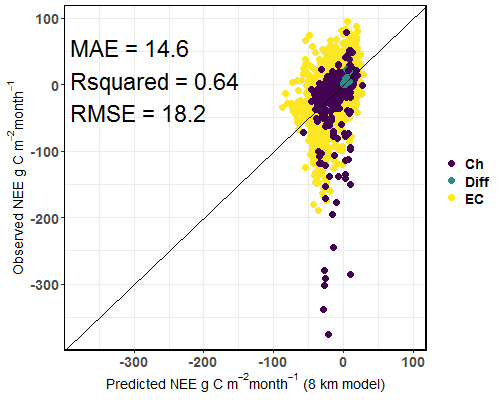 MAE = 14.6
Rsquared = 0.64
RMSE = 18.2
100
0
-100
-200
-300
Observed NEE g C m⁻²month⁻¹
-300
-200
-100
0
100
Predicted NEE g C m⁻²month⁻¹ (8 km model)
Ch
Diff
EC